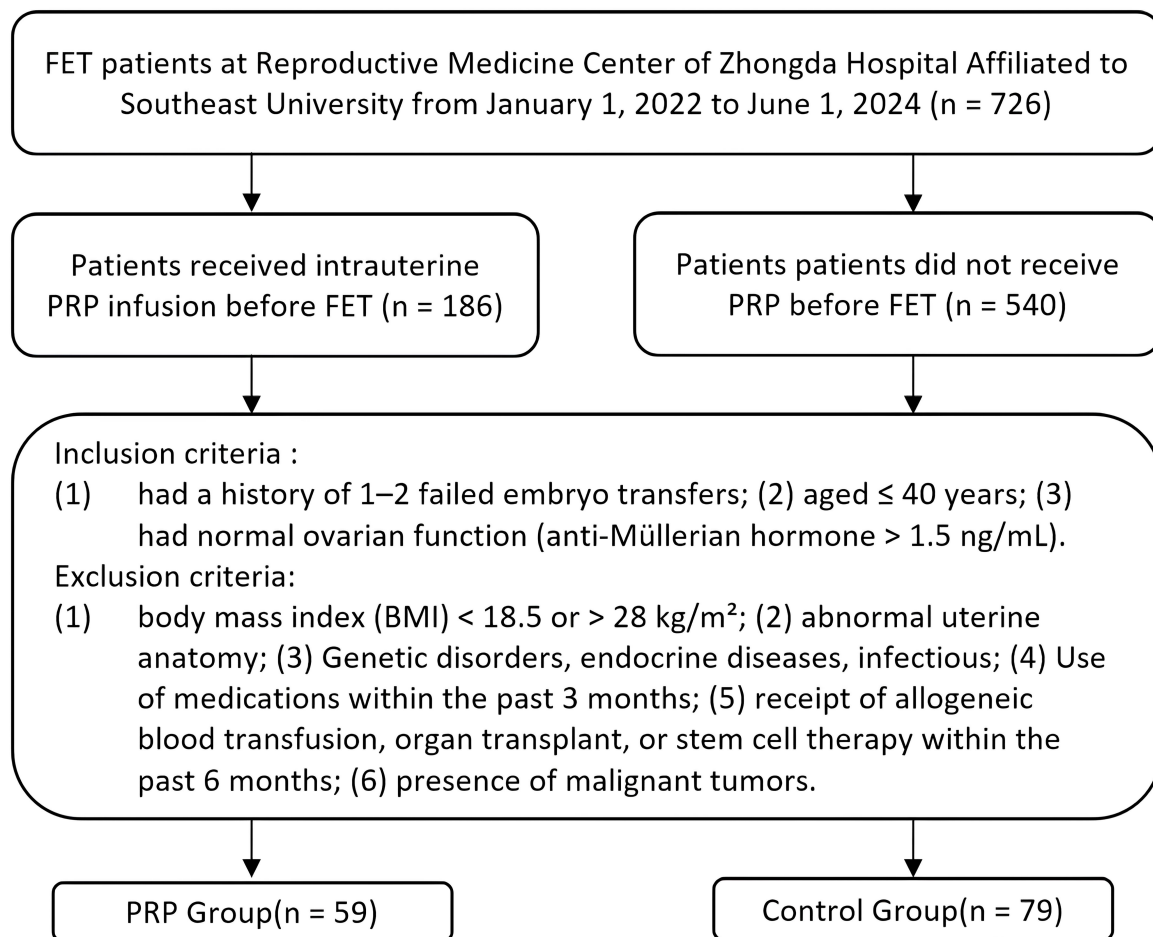 FET patients at Reproductive Medicine Center of Zhongda Hospital Affiliated to
Southeast University from January 1, 2022 to June 1, 2024 (n = 726)
Patients received intrauterine
PRP infusion before FET (n = 186)
Patients patients did not receive
PRP before FET (n = 540)
Inclusion criteria :
(1) had a history of 1–2 failed embryo transfers; (2) aged ≤ 40 years; (3)
had normal ovarian function (anti-Müllerian hormone > 1.5 ng/mL).
Exclusion criteria:
(1) body mass index (BMI) < 18.5 or > 28 kg/m²; (2) abnormal uterine
anatomy; (3) Genetic disorders, endocrine diseases, infectious; (4) Use
of medications within the past 3 months; (5) receipt of allogeneic
blood transfusion, organ transplant, or stem cell therapy within the
past 6 months; (6) presence of malignant tumors.
PRP Group(n = 59)
Control Group(n = 79)